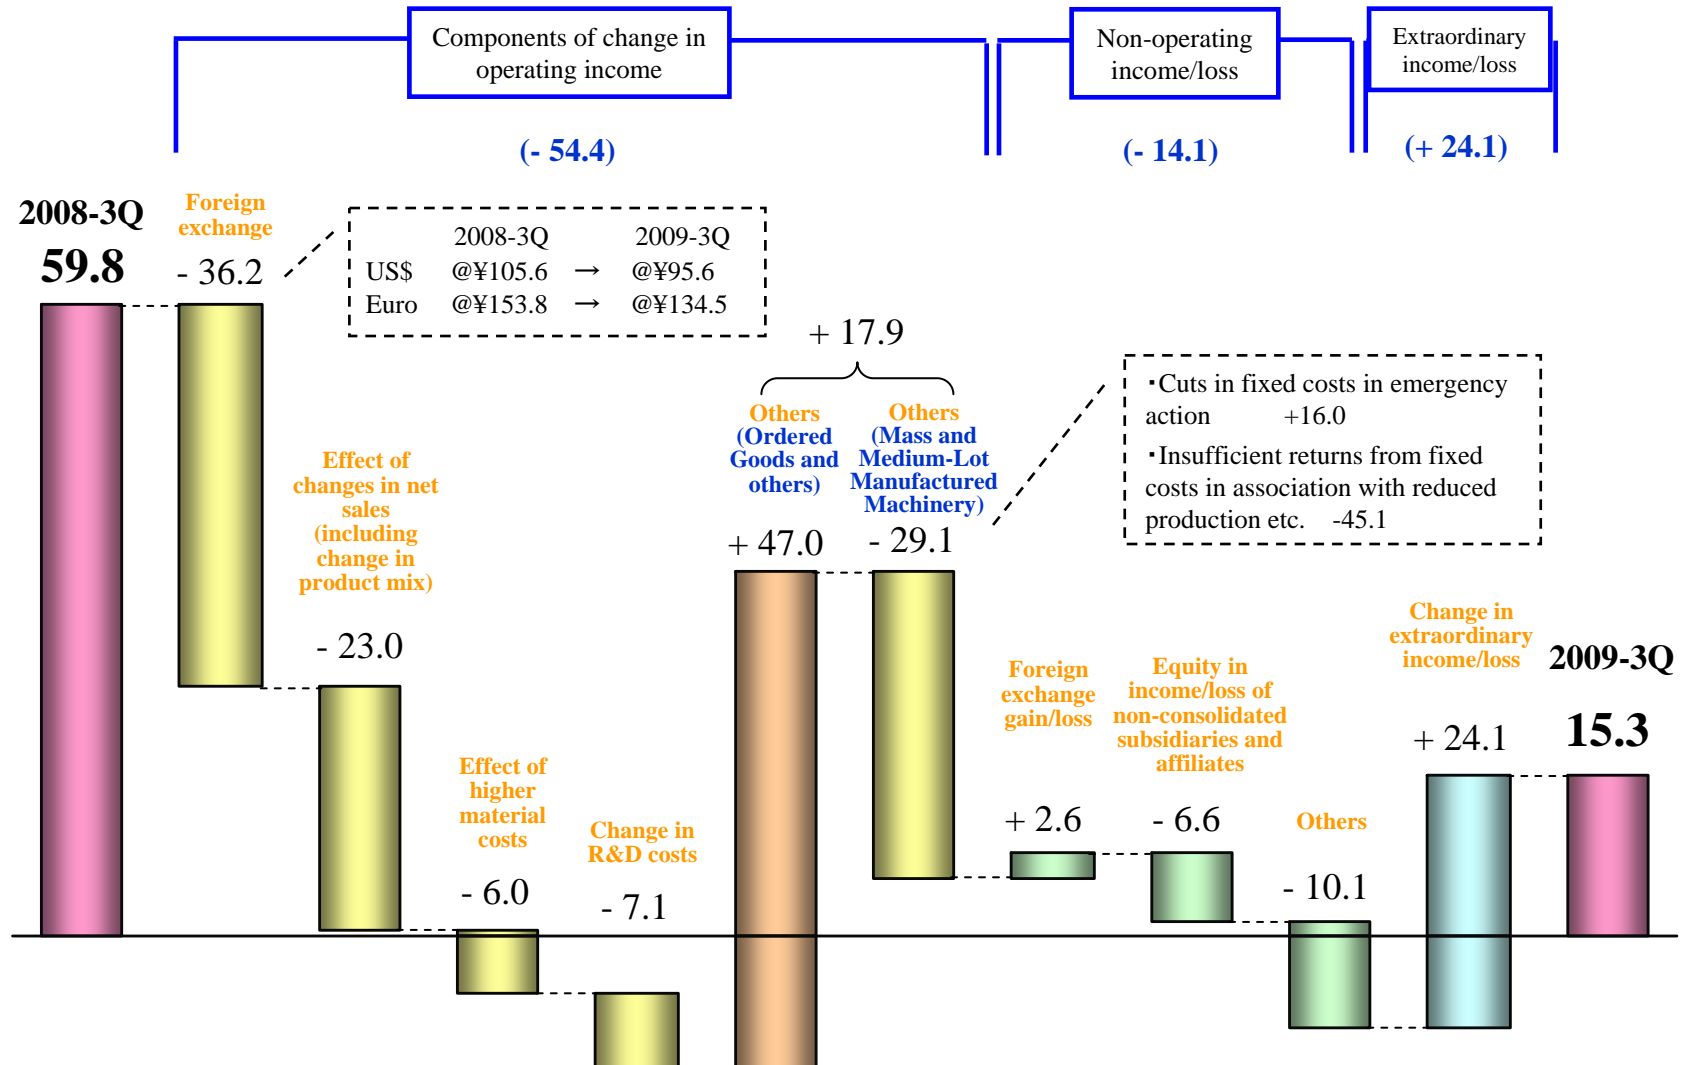 Components of change in
operating income
Non-operating
income/loss
Extraordinary
income/loss
(- 54.4)
(- 14.1)
(+ 24.1)
2008-3Q
59.8
Foreign
exchange
- 36.2
2008-3Q 2009-3Q
US$ @¥105.6 → @¥95.6
Euro @¥153.8 → @¥134.5
Effect of
changes in net
sales
(including
change in
product mix)
- 23.0
Effect of
higher
material
costs
- 6.0
Change in
R&D costs
- 7.1
+ 17.9
Others
(Ordered
Goods and
others)
+ 47.0
Others
(Mass and
Medium-Lot
Manufactured
Machinery)
- 29.1
・Cuts in fixed costs in emergency
action +16.0
・Insufficient returns from fixed
costs in association with reduced
production etc. -45.1
Foreign
exchange
gain/loss
+ 2.6
Equity in
income/loss of
non-consolidated
subsidiaries and
affiliates
- 6.6
Others
- 10.1
Change in
extraordinary
income/loss
+ 24.1
2009-3Q
15.3